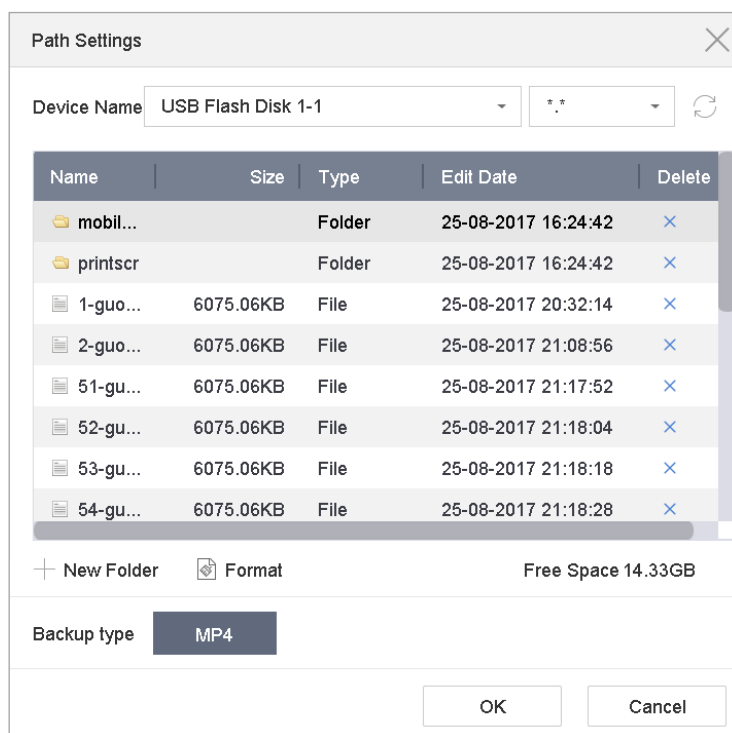 Path Settings
Device Name USB Flash Disk 1-1 *.*
Name Size Type Edit Date Delete
mobil... Folder 25-08-2017 16:24:42
printscr Folder 25-08-2017 16:24:42
1-guo... 6075.06KB File 25-08-2017 20:32:14
2-guo... 6075.06KB File 25-08-2017 21:08:56
51-gu... 6075.06KB File 25-08-2017 21:17:52
52-gu... 6075.06KB File 25-08-2017 21:18:04
53-gu... 6075.06KB File 25-08-2017 21:18:18
54-gu... 6075.06KB File 25-08-2017 21:18:28
New Folder Format Free Space 14.33GB
Backup type MP4
OK Cancel